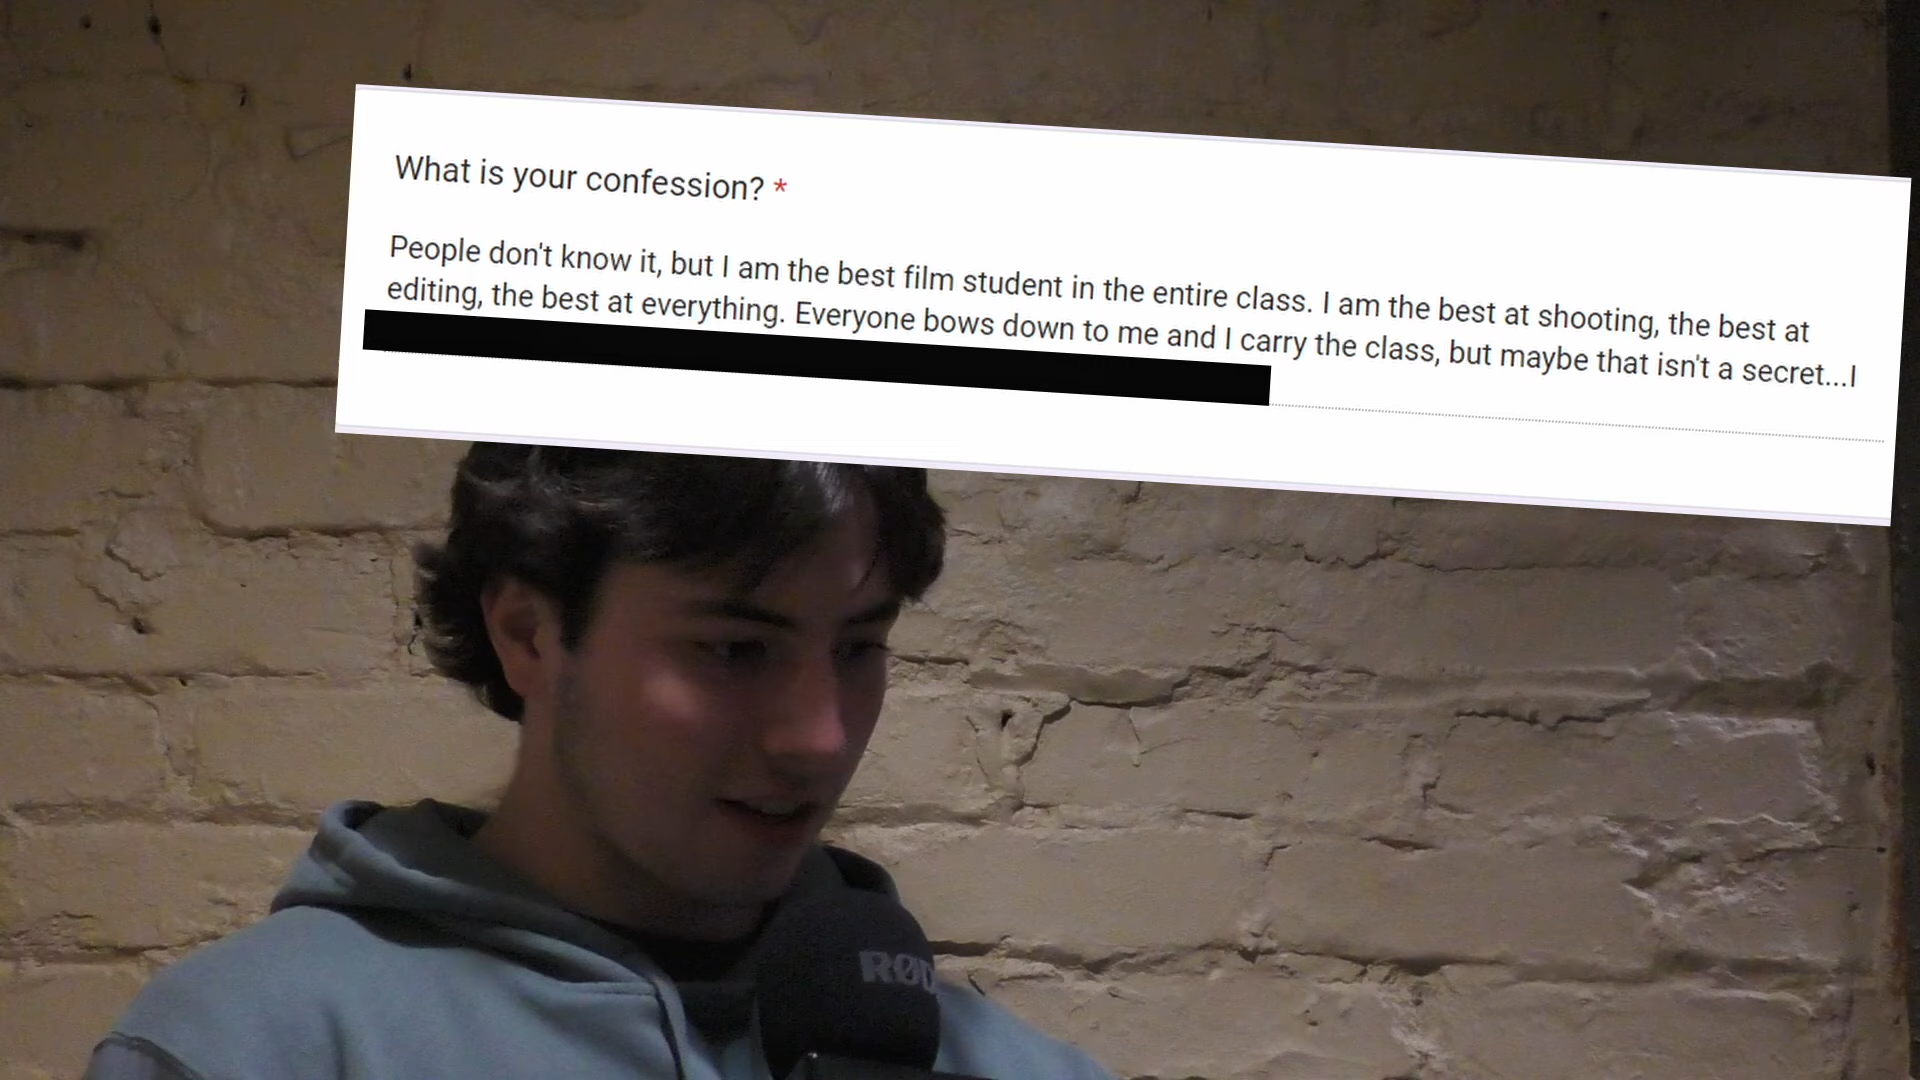 What is your confession? *
People don't know it, but I am the best film student in the entire class. I am the best at shooting, the best at
editing, the best at everything. Everyone bows down to me and I carry the class, but maybe that isn't a secret...I
RØD